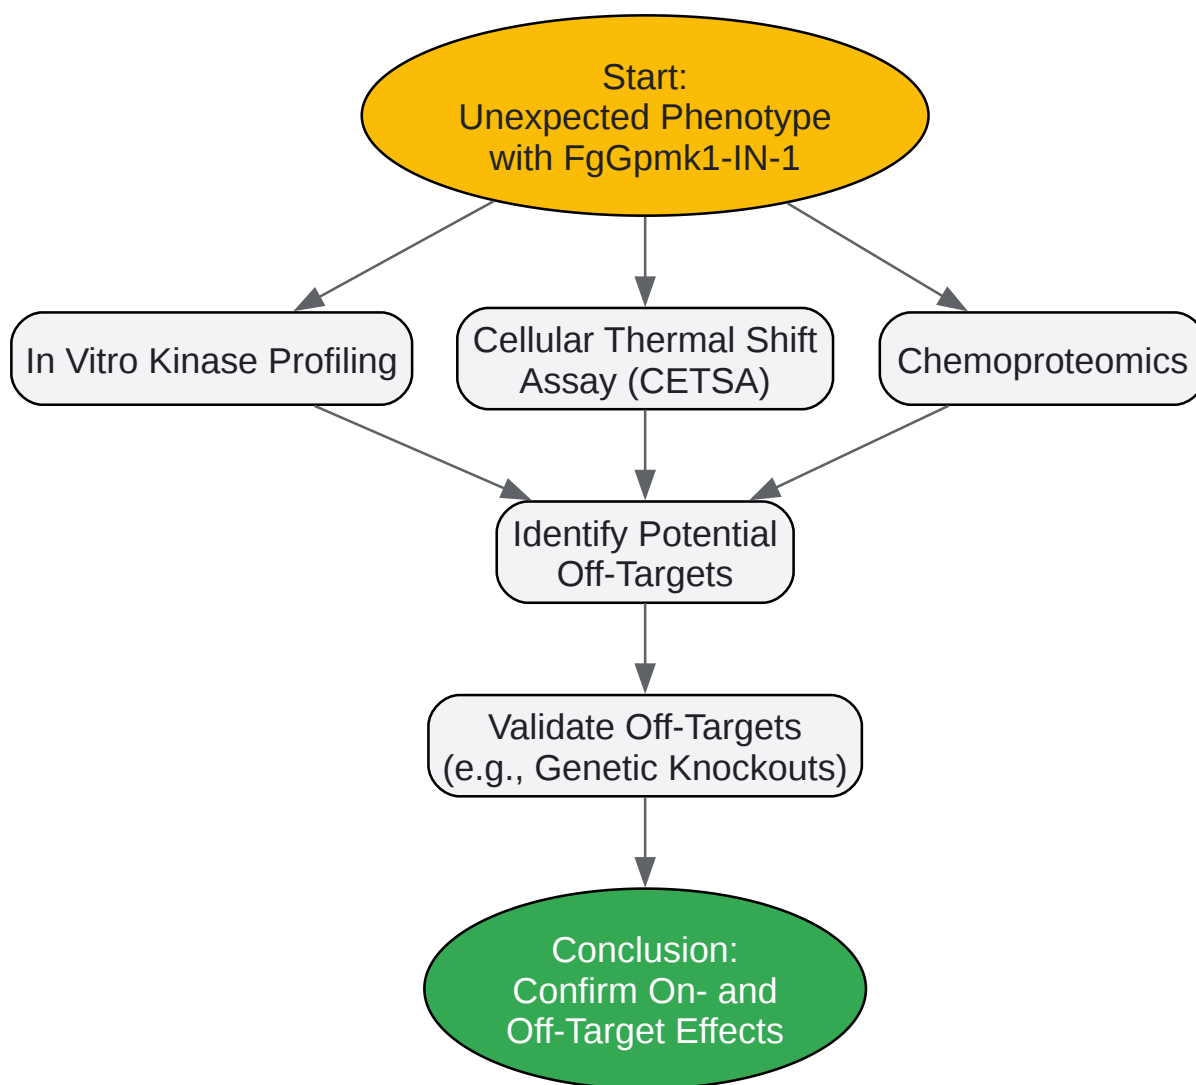 Start:
Unexpected Phenotype
with FgGpmk1-IN-1
In Vitro Kinase Profiling
Cellular Thermal Shift
Assay (CETSA)
Chemoproteomics
Identify Potential
Off-Targets
Validate Off-Targets
(e.g., Genetic Knockouts)
Conclusion:
Confirm On- and
Off-Target Effects